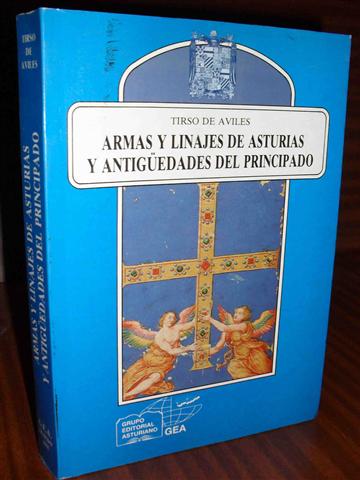 TIRSO DE AVILES
ARMAS Y LINAJES DE ASTURIAS
Y ANTIGÜEDADES DEL PRINCIPADO
GRUPO
EDITORIAL
ASTURIANO
GEA
TIRSO
DE
AVILES
ARMAS Y LINAJES DE ASTURIAS
Y ANTIGÜEDADES DEL PRINCIPADO
GEA